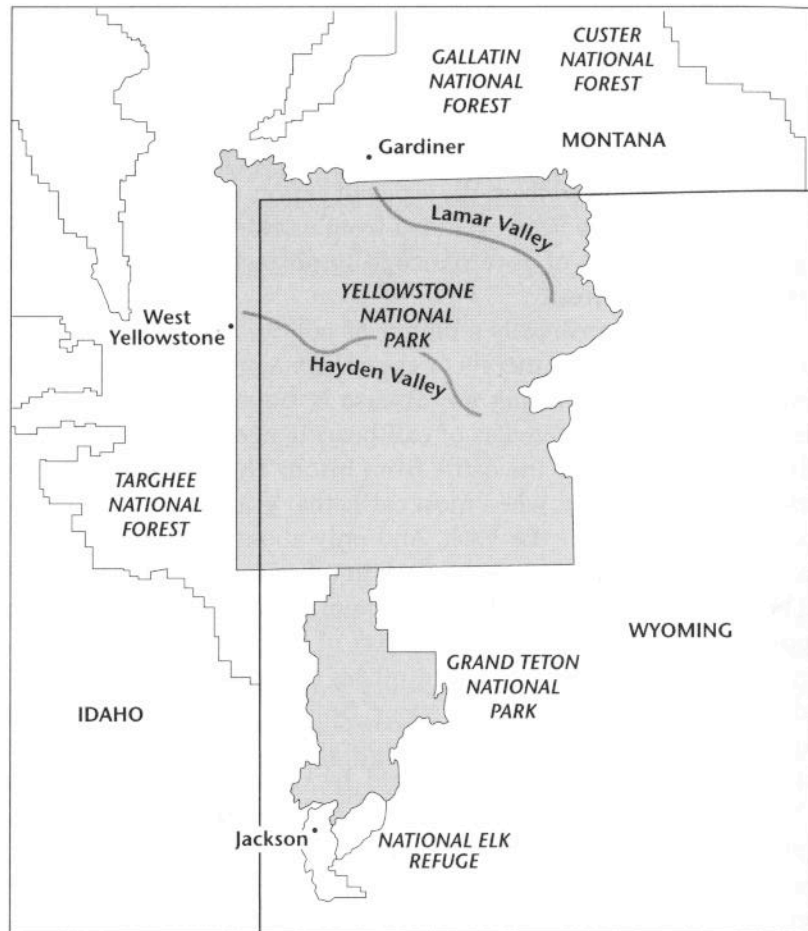 GALLATIN
NATIONAL
FOREST
CUSTER
NATIONAL
FOREST
Gardiner
MONTANA
Lamar Valley
YELLOWSTONE
NATIONAL
PARK
West
Yellowstone
Hayden Valley
TARGHEE
NATIONAL
FOREST
WYOMING
GRAND TETON
NATIONAL
PARK
IDAHO
Jackson
NATIONAL ELK
REFUGE